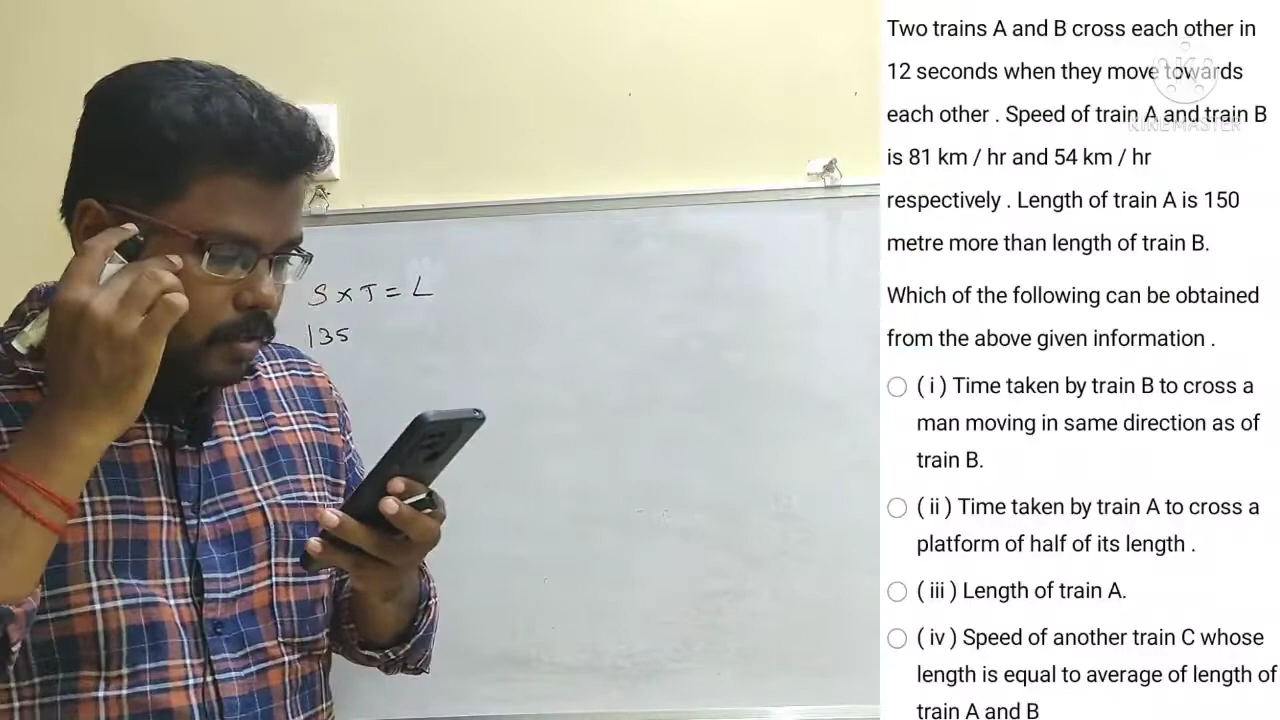 S x T = L
135
Two trains A and B cross each other in
12 seconds when they move towards
each other . Speed of train A and train B
is 81 km / hr and 54 km / hr
respectively . Length of train A is 150
metre more than length of train B.
Which of the following can be obtained
from the above given information .
( i ) Time taken by train B to cross a
man moving in same direction as of
train B.
( ii ) Time taken by train A to cross a
platform of half of its length .
( iii ) Length of train A.
( iv ) Speed of another train C whose
length is equal to average of length of
train A and B
KINEMASTER